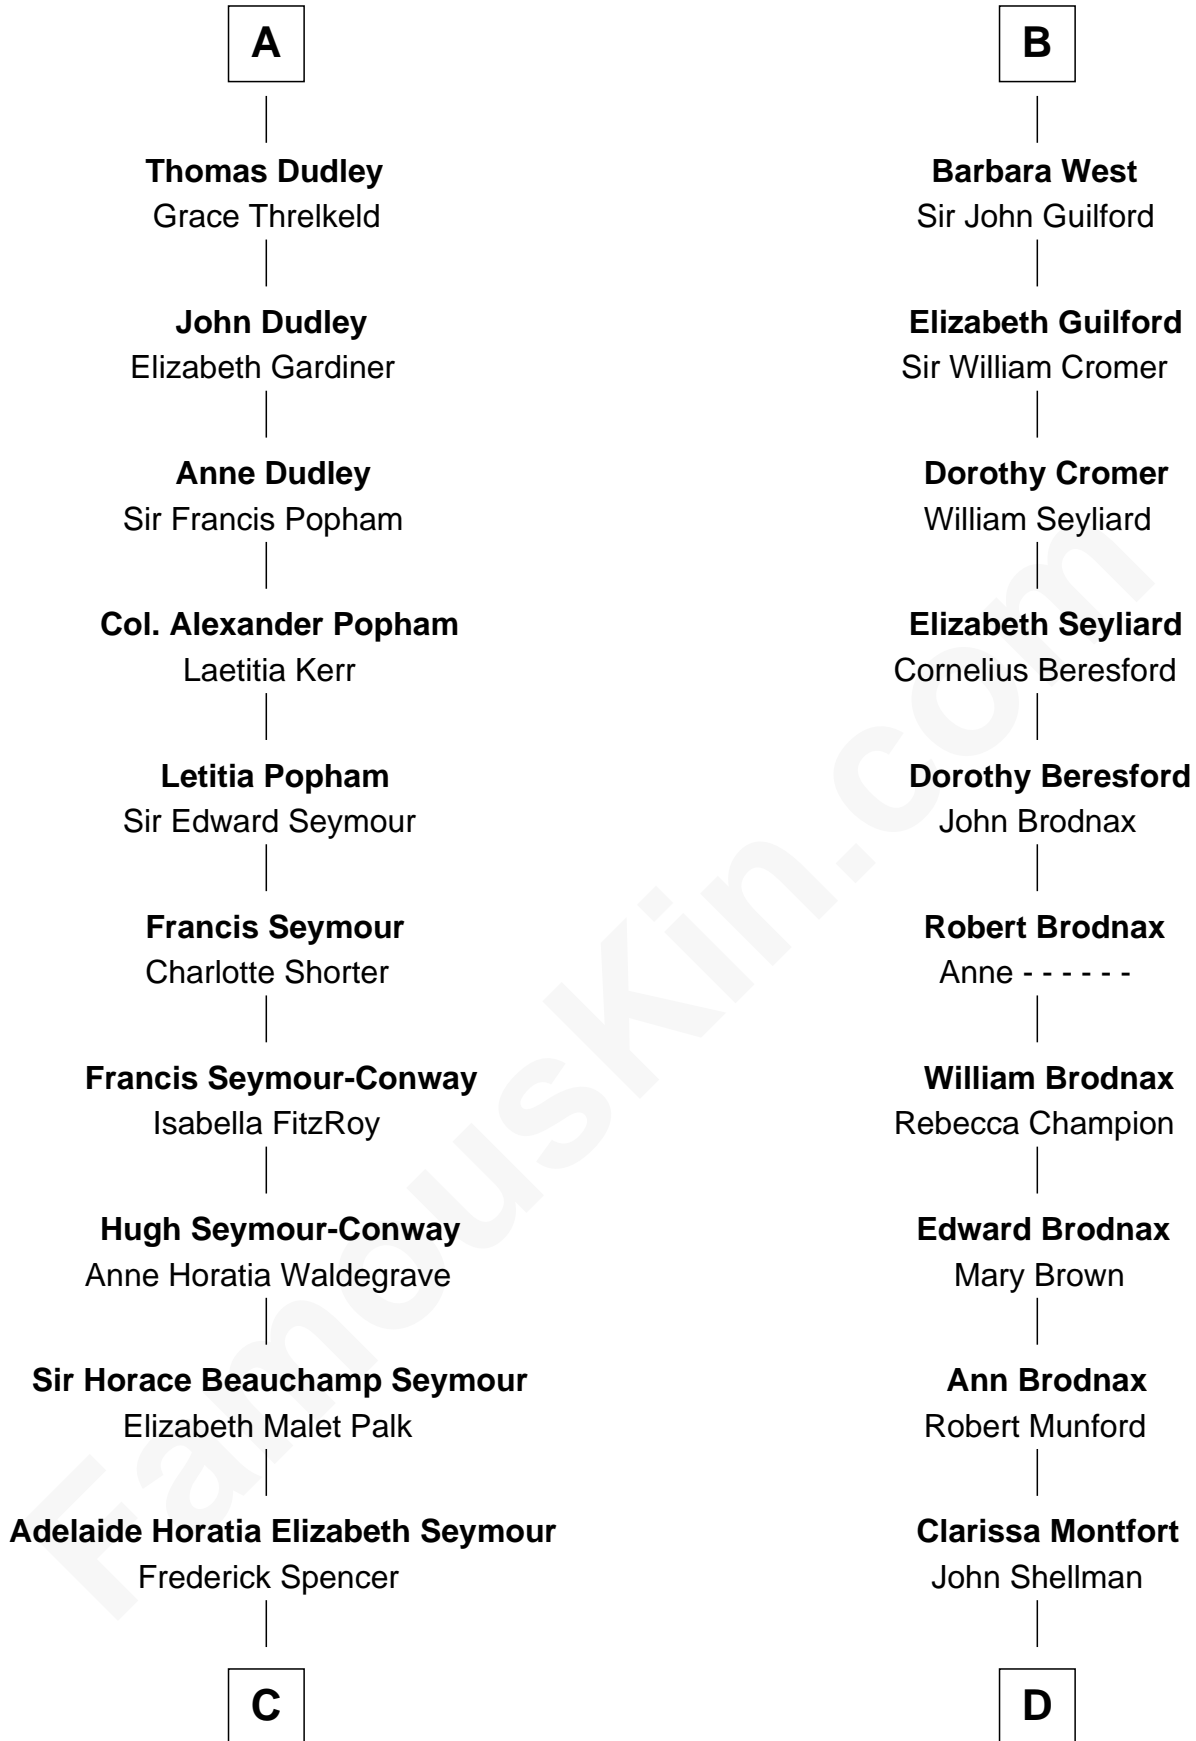 A
Thomas Dudley
Grace Threlkeld
John Dudley
Elizabeth Gardiner
Anne Dudley
Sir Francis Popham
Col. Alexander Popham
Laetitia Kerr
Letitia Popham
Sir Edward Seymour
Francis Seymour
Charlotte Shorter
Francis Seymour-Conway
Isabella FitzRoy
Hugh Seymour-Conway
Anne Horatia Waldegrave
Sir Horace Beauchamp Seymour
Elizabeth Malet Palk
Adelaide Horatia Elizabeth Seymour
Frederick Spencer
C
B
Barbara West
Sir John Guilford
Elizabeth Guilford
Sir William Cromer
Dorothy Cromer
William Seyliard
Elizabeth Seyliard
Cornelius Beresford
Dorothy Beresford
John Brodnax
Robert Brodnax
Anne - - - - - -
William Brodnax
Rebecca Champion
Edward Brodnax
Mary Brown
Ann Brodnax
Robert Munford
Clarissa Montfort
John Shellman
D
FamousKin.com